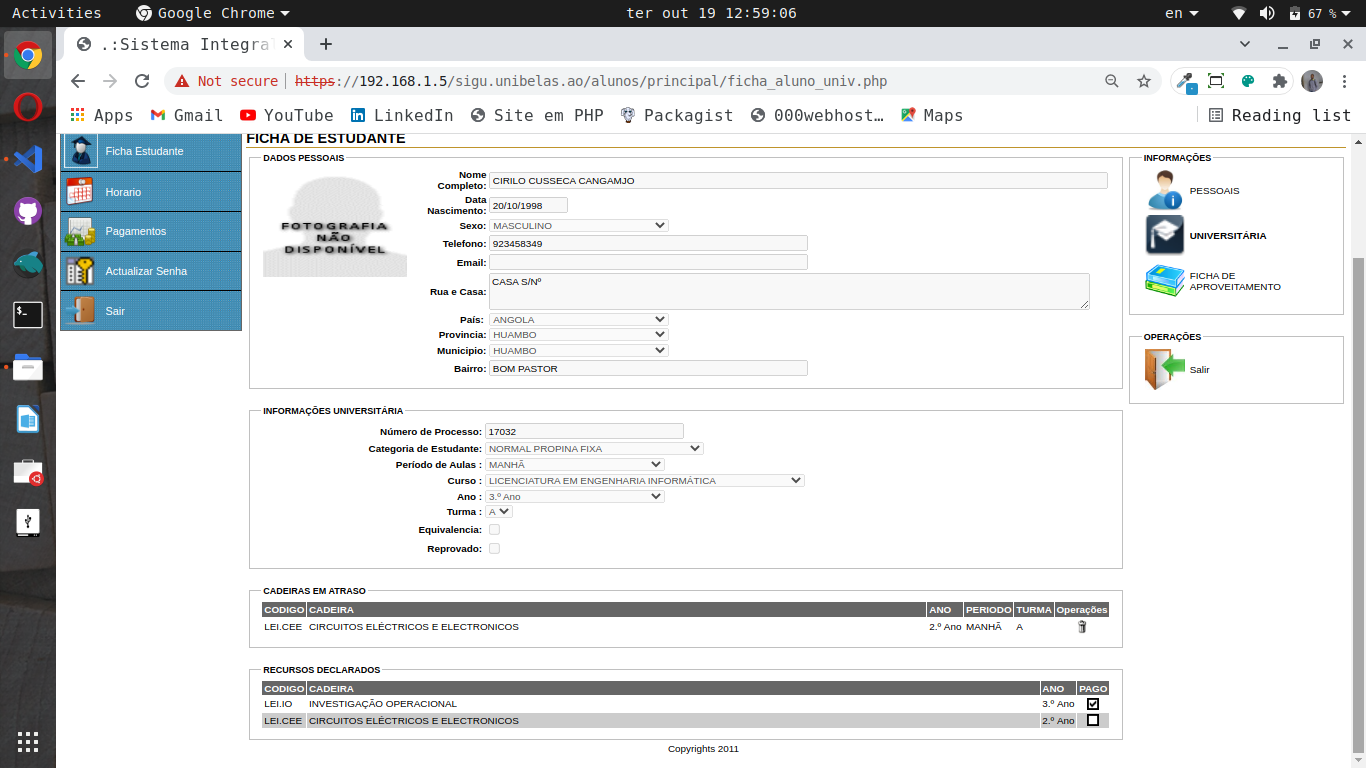 Activities Google Chrome ter out 19 12:59:06 en 67 %
.:Sistema Integra
Not secure https://192.168.1.5/sigu.unibelas.ao/alunos/principal/ficha_aluno_univ.php
Apps Gmail YouTube LinkedIn Site em PHP Packagist 000webhost… Maps Reading list
Ficha Estudante
Horario
Pagamentos
Actualizar Senha
Sair
FICHA DE ESTUDANTE
DADOS PESSOAIS
FOTOGRAFIA
NÃO
DISPONÍVEL
Nome Completo: CIRILO CUSSECA CANGAMJO
Data Nascimento: 20/10/1998
Sexo: MASCULINO
Telefono: 923458349
Email:
Rua e Casa: CASA S/Nº
País: ANGOLA
Provincia: HUAMBO
Municipio: HUAMBO
Bairro: BOM PASTOR
INFORMAÇÕES UNIVERSITÁRIA
Número de Processo: 17032
Categoria de Estudante: NORMAL PROPINA FIXA
Período de Aulas : MANHÃ
Curso : LICENCIATURA EM ENGENHARIA INFORMÁTICA
Ano : 3.º Ano
Turma : A
Equivalencia:
Reprovado:
CADEIRAS EM ATRASO
CODIGO CADEIRA ANO PERIODO TURMA Operações
LEI.CEE CIRCUITOS ELÉCTRICOS E ELECTRONICOS 2.º Ano MANHÃ A
RECURSOS DECLARADOS
CODIGO CADEIRA ANO PAGO
LEI.IO INVESTIGAÇÃO OPERACIONAL 3.º Ano
LEI.CEE CIRCUITOS ELÉCTRICOS E ELECTRONICOS 2.º Ano
Copyrights 2011
INFORMAÇÕES
PESSOAIS
UNIVERSITÁRIA
FICHA DE
APROVEITAMENTO
OPERAÇÕES
Salir